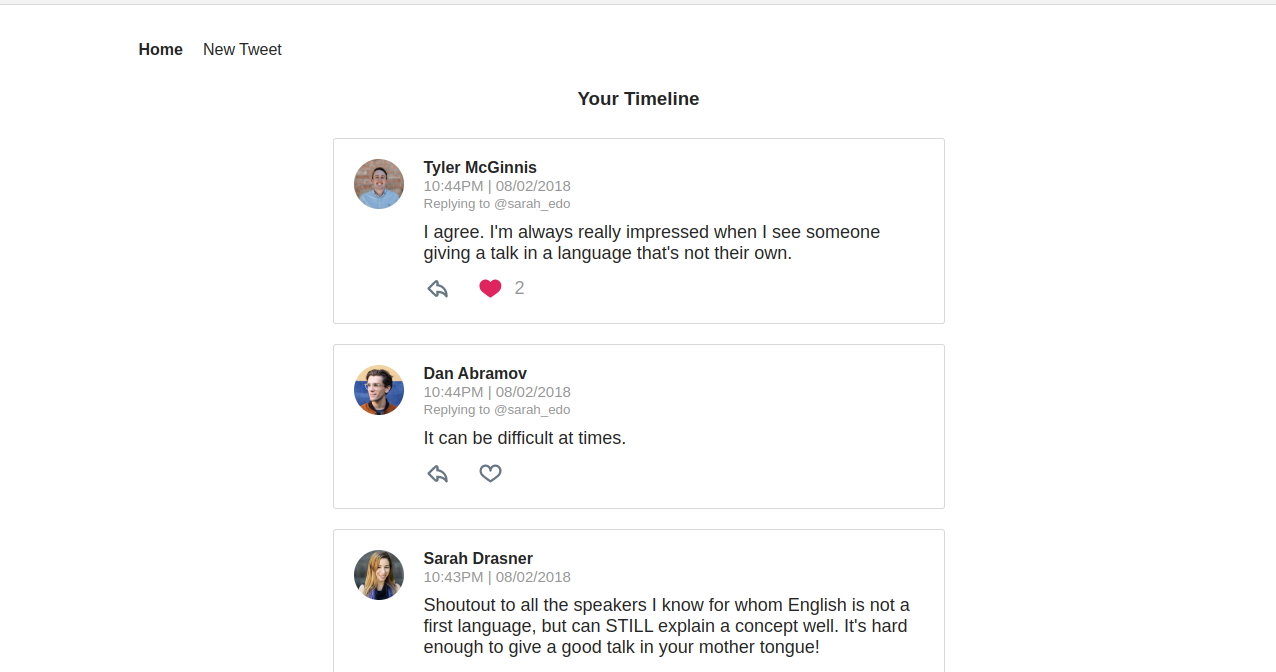 Home New Tweet
Your Timeline
Tyler McGinnis
10:44PM | 08/02/2018
Replying to @sarah_edo
I agree. I'm always really impressed when I see someone
giving a talk in a language that's not their own.
2
Dan Abramov
10:44PM | 08/02/2018
Replying to @sarah_edo
It can be difficult at times.
Sarah Drasner
10:43PM | 08/02/2018
Shoutout to all the speakers I know for whom English is not a
first language, but can STILL explain a concept well. It's hard
enough to give a good talk in your mother tongue!